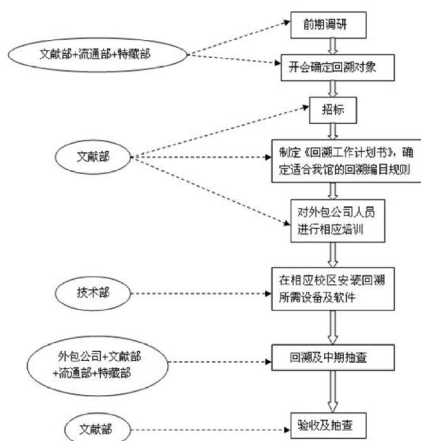 前期调研
文献部+流通部+特藏部
开会确定回溯对象
招标
文献部
制定《回溯工作计划书》，确
定适合我馆的回溯编目规则
对外包公司人员
进行相应培训
技术部
在相应校区安装回溯
所需设备及软件
外包公司+文献部
+流通部+特藏部
回溯及中期抽查
文献部
验收及抽查